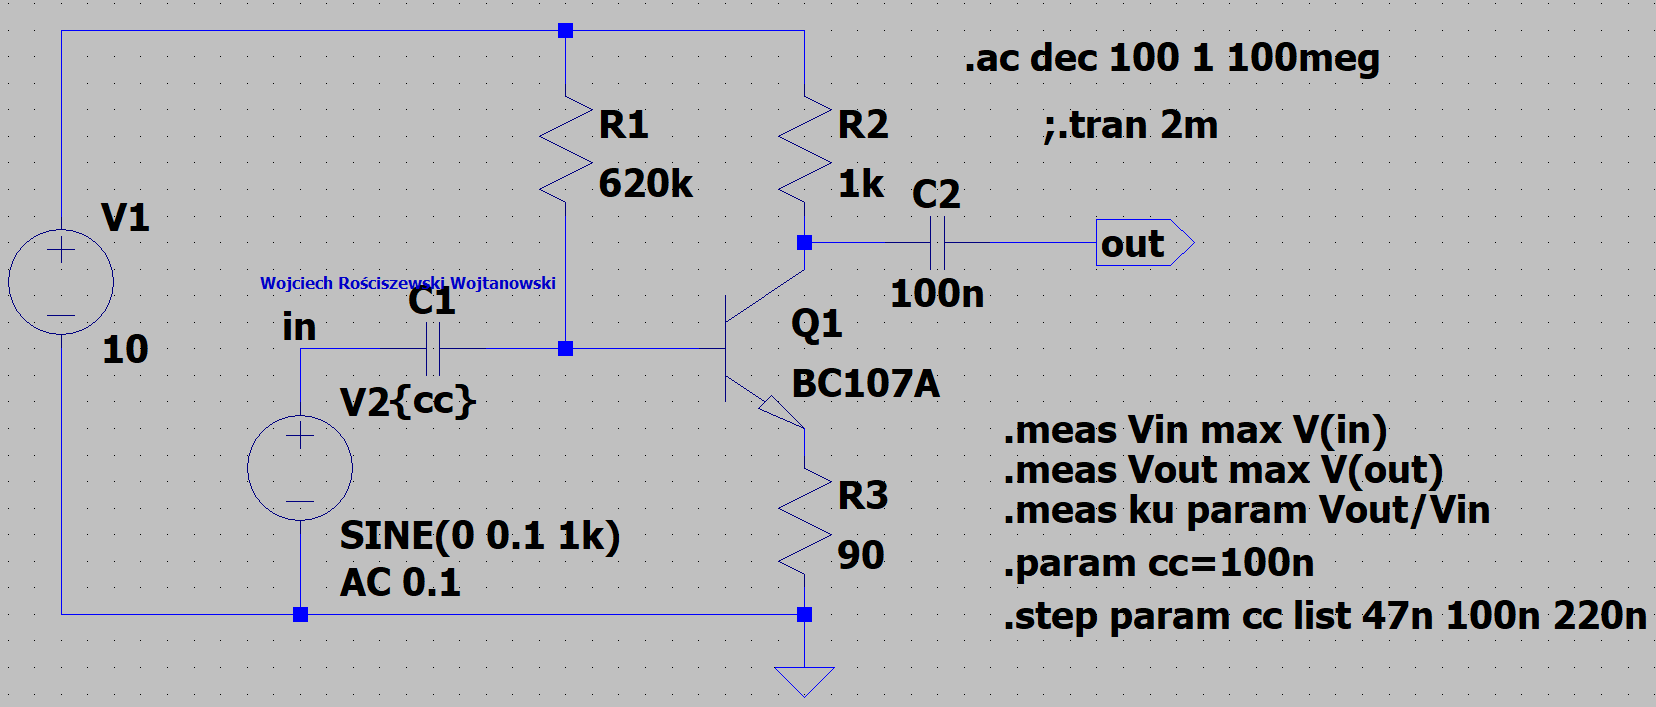 .ac dec 100 1 100meg
;.tran 2m
R1
620k
R2
1k
C2
100n
out
V1
10
Wojciech Rościszewski Wojtanowski
C1
in
{cc}
V2
SINE(0 0.1 1k)
AC 0.1
Q1
BC107A
R3
90
.meas Vin max V(in)
.meas Vout max V(out)
.meas ku param Vout/Vin
.param cc=100n
.step param cc list 47n 100n 220n